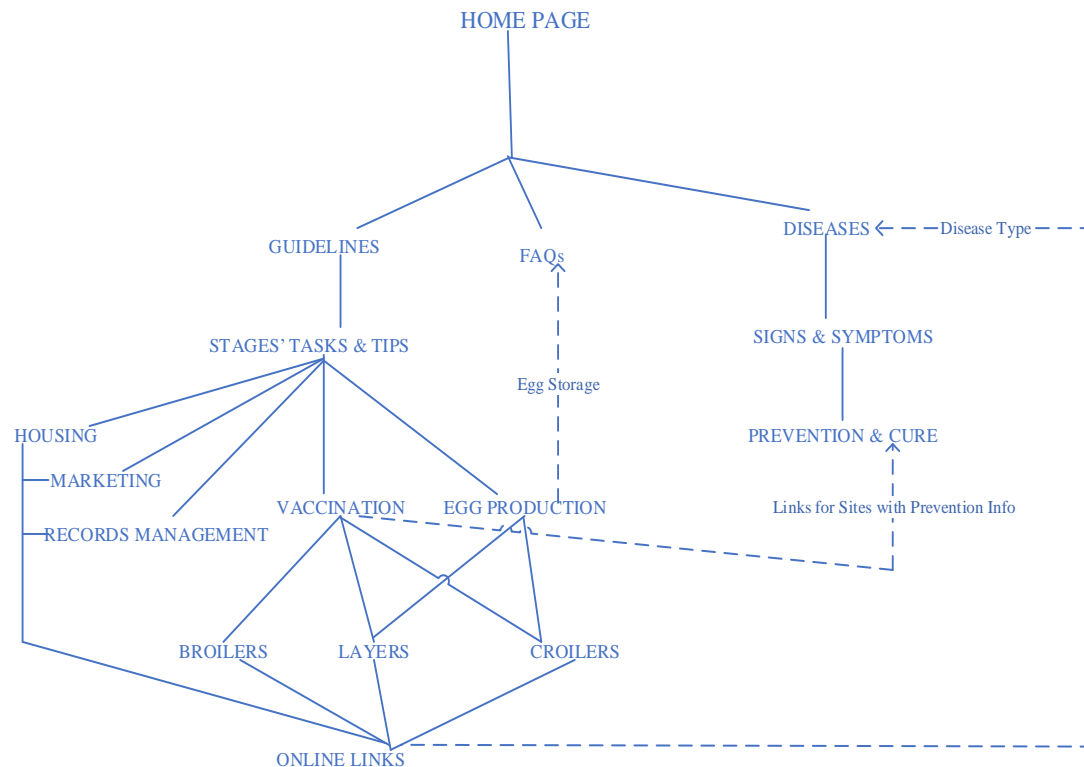 HOME PAGE
DISEASES
Disease Type
GUIDELINES
FAQs
STAGES’ TASKS & TIPS
SIGNS & SYMPTOMS
Egg Storage
HOUSING
PREVENTION & CURE
MARKETING
VACCINATION
EGG PRODUCTION
Links for Sites with Prevention Info
RECORDS MANAGEMENT
BROILERS
LAYERS
CROILERS
ONLINE LINKS